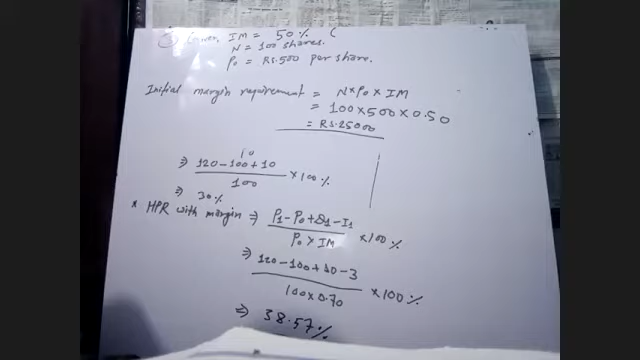 ③ Given, IM = 50% (
N = 100 shares.
P₀ = Rs.500 per share.
Initial margin requirement = N×P₀×IM
= 100×500×0.50
= Rs.25000
10
⇒ 120-100+10 / 100 ×100%
⇒ 30%
* HPR with margin ⇒ P₁-P₀+D₁-I₁ / P₀×IM ×100%
⇒ 120-100+10-3 / 100×0.70 ×100%
⇒ 38.57%